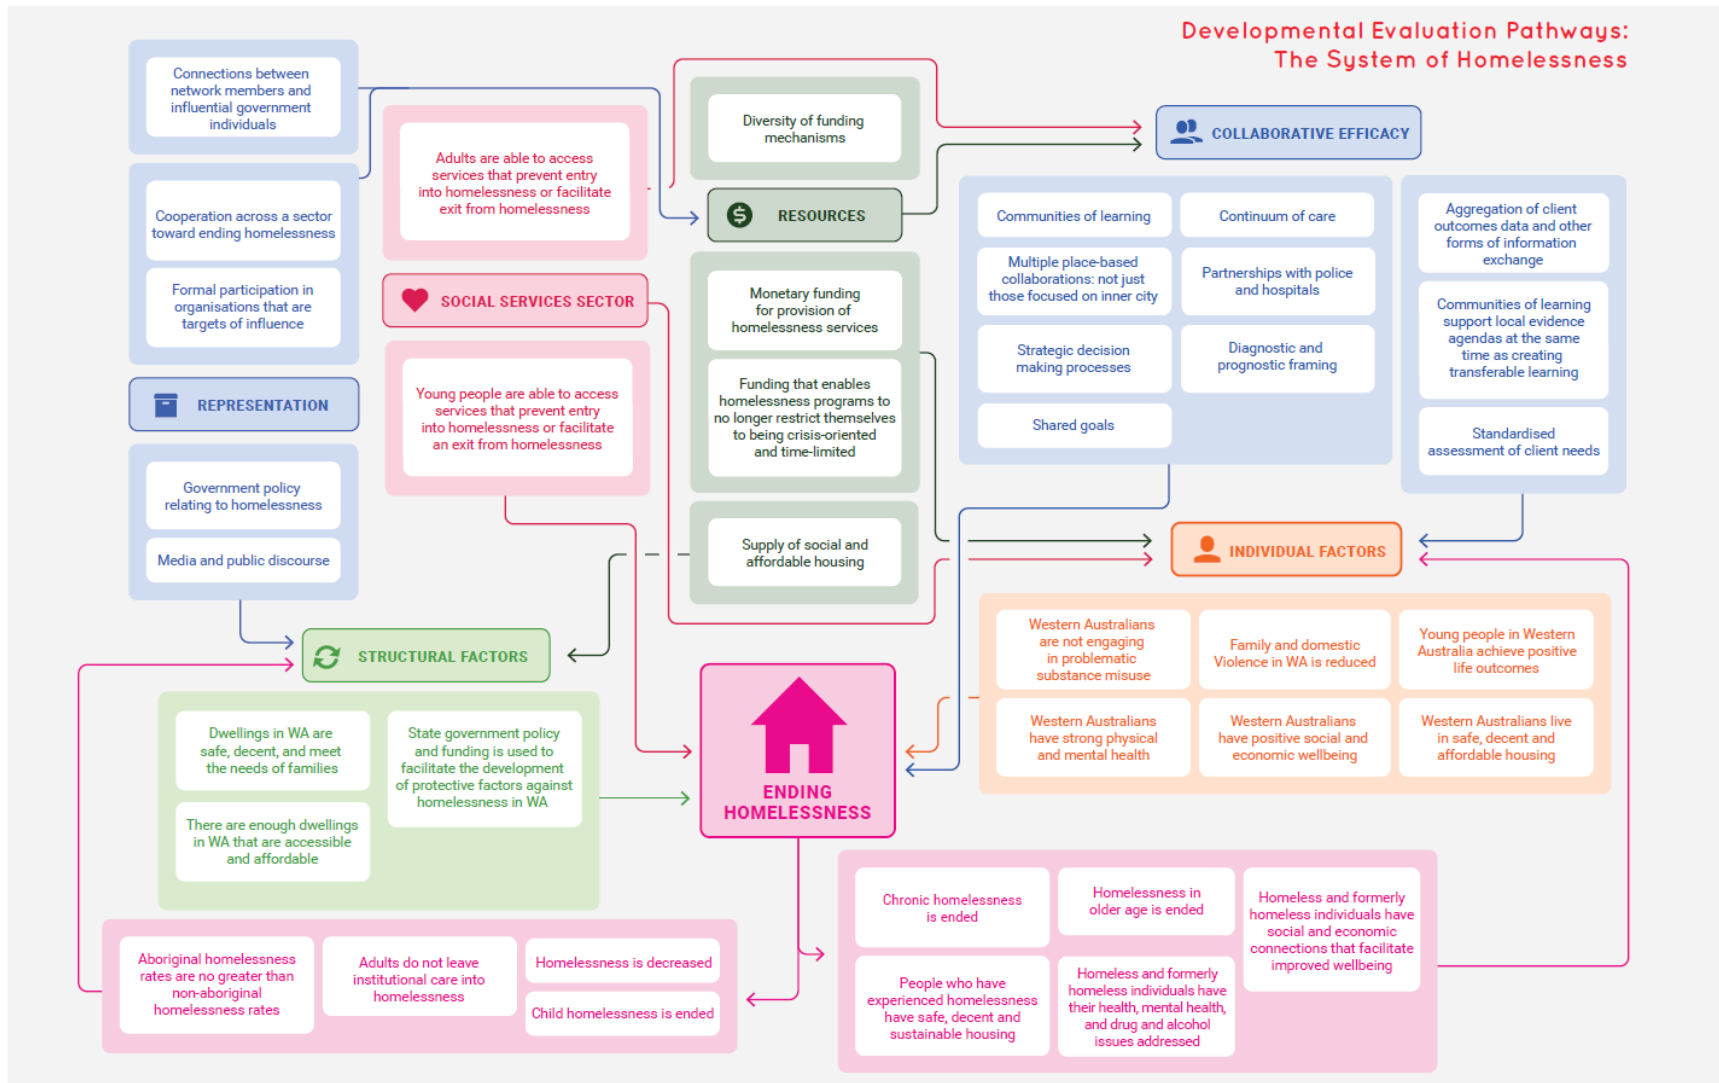 Developmental Evaluation Pathways:
The System of Homelessness
Connections between
network members and
influential government
individuals
Cooperation across a sector
toward ending homelessness
Formal participation in
organisations that are
targets of influence
REPRESENTATION
Government policy
relating to homelessness
Media and public discourse
Adults are able to access
services that prevent entry
into homelessness or facilitate
exit from homelessness
SOCIAL SERVICES SECTOR
Young people are able to access
services that prevent entry
into homelessness or facilitate
an exit from homelessness
Diversity of funding
mechanisms
RESOURCES
Monetary funding
for provision of
homelessness services
Funding that enables
homelessness programs to
no longer restrict themselves
to being crisis-oriented
and time-limited
Supply of social and
affordable housing
COLLABORATIVE EFFICACY
Communities of learning
Continuum of care
Multiple place-based
collaborations: not just
those focused on inner city
Partnerships with police
and hospitals
Strategic decision
making processes
Diagnostic and
prognostic framing
Shared goals
Aggregation of client
outcomes data and other
forms of information
exchange
Communities of learning
support local evidence
agendas at the same
time as creating
transferable learning
Standardised
assessment of client needs
INDIVIDUAL FACTORS
Western Australians
are not engaging
in problematic
substance misuse
Family and domestic
Violence in WA is reduced
Young people in Western
Australia achieve positive
life outcomes
Western Australians
have strong physical
and mental health
Western Australians
have positive social and
economic wellbeing
Western Australians live
in safe, decent and
affordable housing
STRUCTURAL FACTORS
Dwellings in WA are
safe, decent, and meet
the needs of families
State government policy
and funding is used to
facilitate the development
of protective factors against
homelessness in WA
There are enough dwellings
in WA that are accessible
and affordable
ENDING
HOMELESSNESS
Aboriginal homelessness
rates are no greater than
non-aboriginal
homelessness rates
Adults do not leave
institutional care into
homelessness
Homelessness is decreased
Child homelessness is ended
Chronic homelessness
is ended
Homelessness in
older age is ended
Homeless and formerly
homeless individuals have
social and economic
connections that facilitate
improved wellbeing
People who have
experienced homelessness
have safe, decent and
sustainable housing
Homeless and formerly
homeless individuals have
their health, mental health,
and drug and alcohol
issues addressed